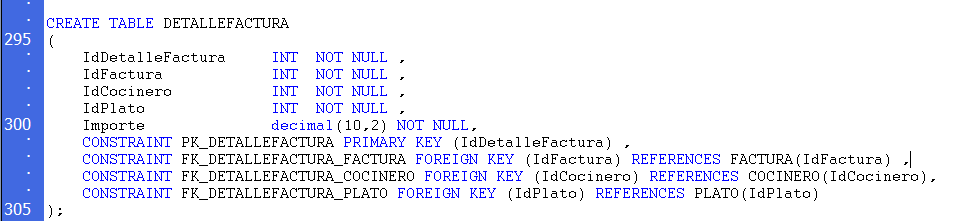 CREATE TABLE DETALLEFACTURA
295 (
IdDetalleFactura INT NOT NULL ,
IdFactura INT NOT NULL ,
IdCocinero INT NOT NULL ,
IdPlato INT NOT NULL ,
300 Importe decimal(10,2) NOT NULL,
CONSTRAINT PK_DETALLEFACTURA PRIMARY KEY (IdDetalleFactura) ,
CONSTRAINT FK_DETALLEFACTURA_FACTURA FOREIGN KEY (IdFactura) REFERENCES FACTURA(IdFactura) ,
CONSTRAINT FK_DETALLEFACTURA_COCINERO FOREIGN KEY (IdCocinero) REFERENCES COCINERO(IdCocinero),
CONSTRAINT FK_DETALLEFACTURA_PLATO FOREIGN KEY (IdPlato) REFERENCES PLATO(IdPlato)
305 );